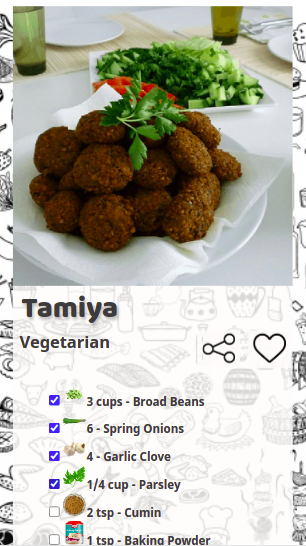 Tamiya
Vegetarian
3 cups - Broad Beans
6 - Spring Onions
4 - Garlic Clove
1/4 cup - Parsley
2 tsp - Cumin
1 tsp - Baking Powder